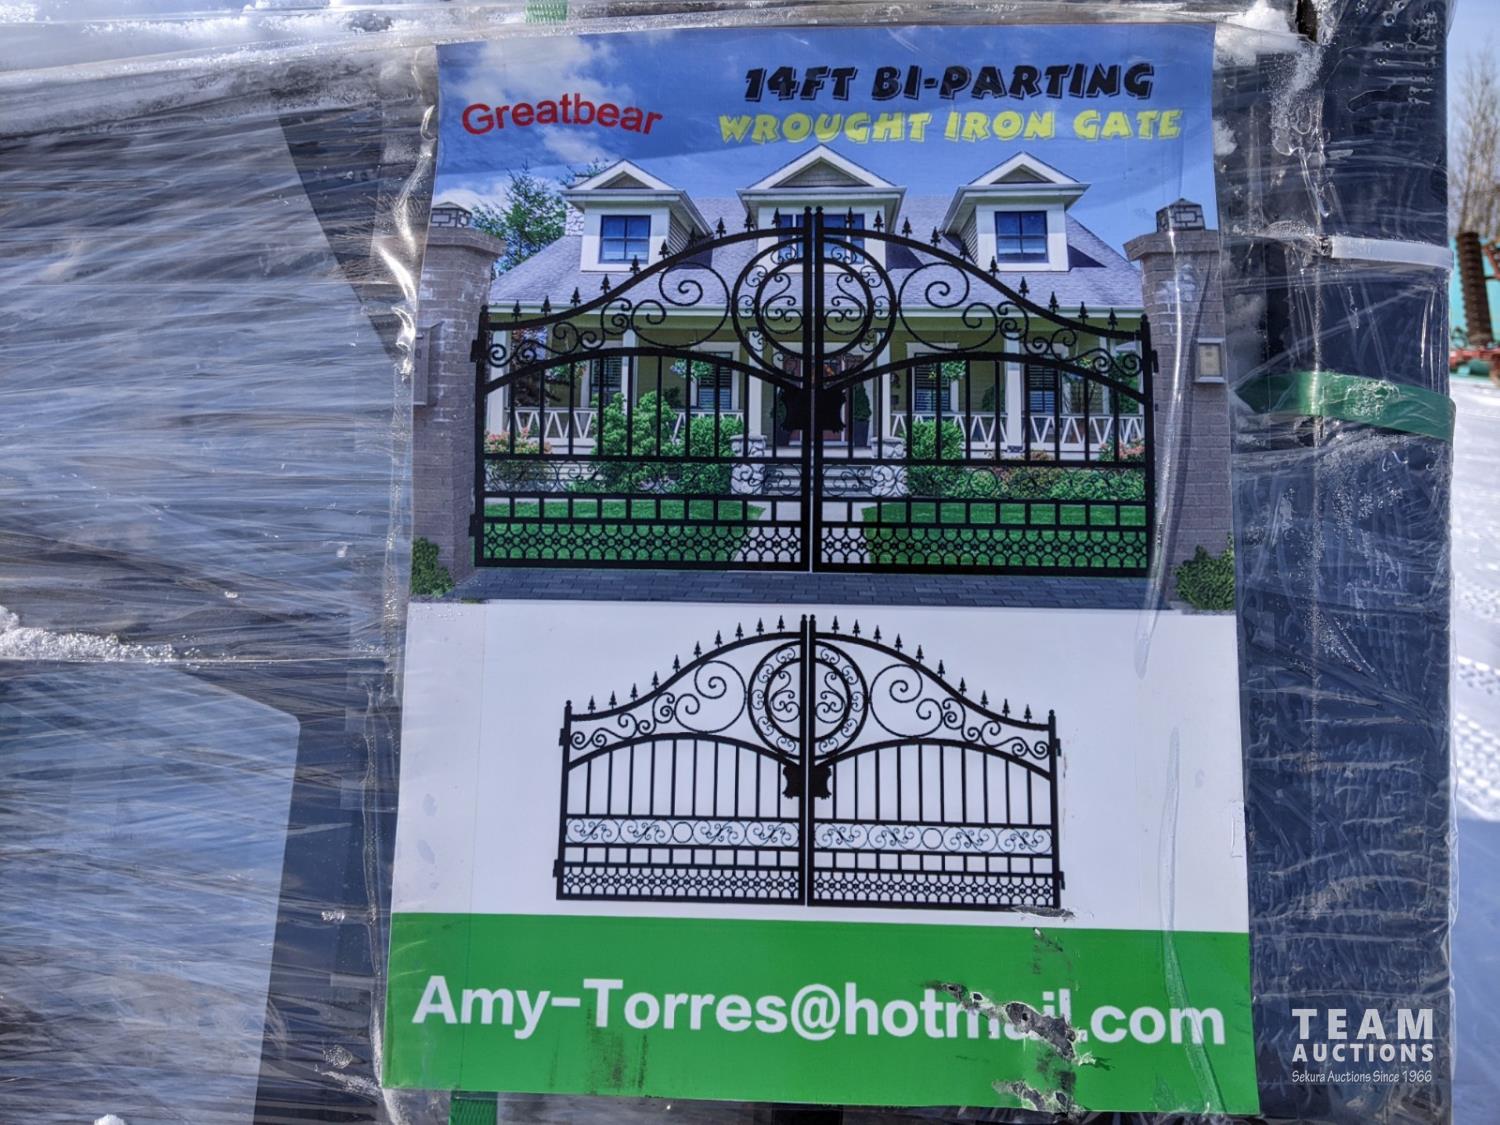 Greatbear
14FT BI-PARTING
WROUGHT IRON GATE
Amy-Torres@hotmail.com
TEAM
AUCTIONS
Sekura Auctions Since 1966